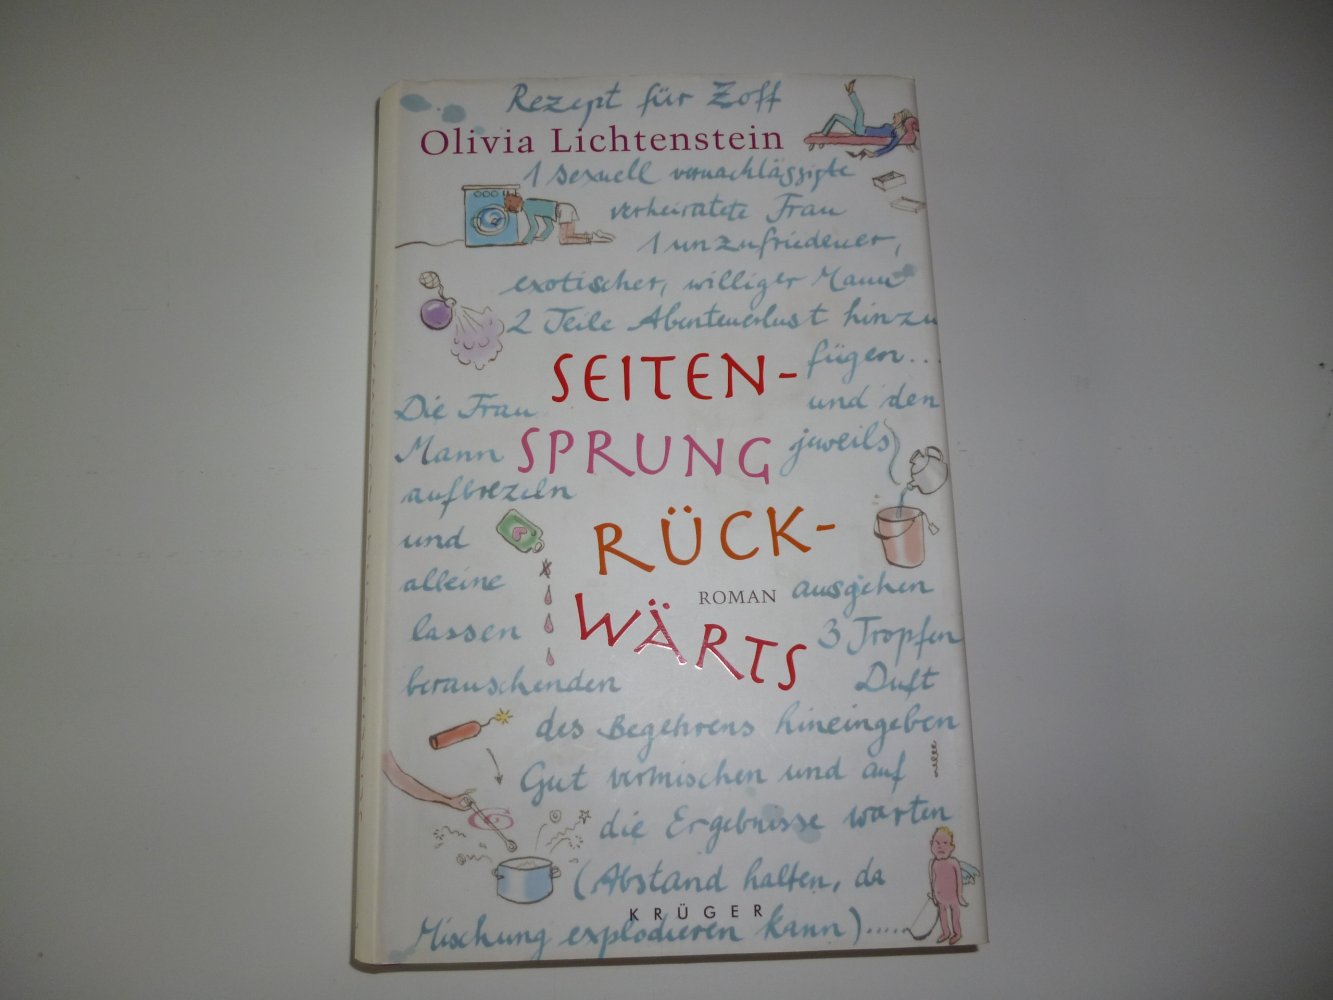 Rezept für Zoff
Olivia Lichtenstein
1 sexuell vernachlässigte
verheiratete Frau
1 unzufriedener,
exotischer, williger Mann
2 Teile Abenteuerlust hinzu
fügen...
SEITEN-
Die Frau und den
SPRUNG
Mann jeweils
aufbrezeln
RÜCK-
und
alleine ausgehen
ROMAN
WÄRTS
lassen 3 Tropfen
berauschenden Duft
des Begehrens hineingeben
Gut vermischen und auf
die Ergebnisse warten
(Abstand halten, da
KRÜGER
Mischung explodieren kann).....